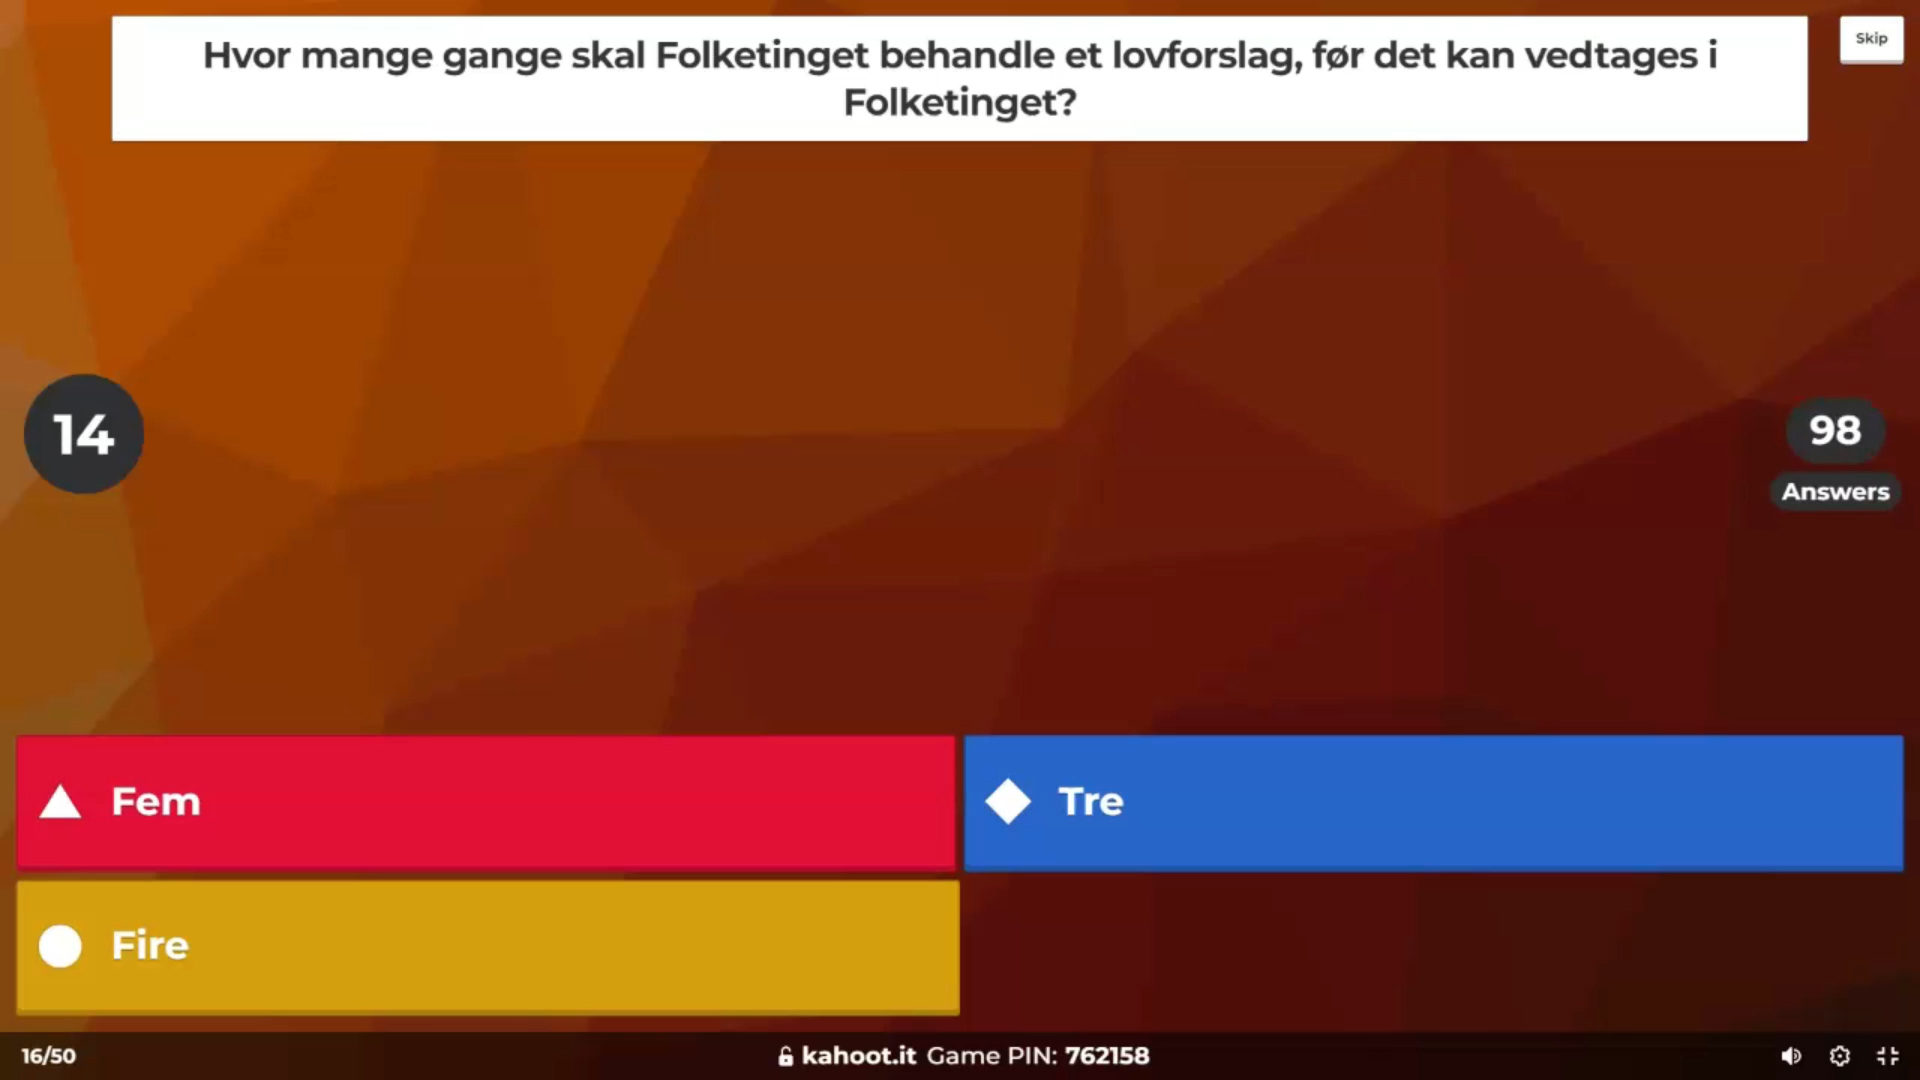 Hvor mange gange skal Folketinget behandle et lovforslag, før det kan vedtages i
Folketinget?
Skip
14
98
Answers
Fem
Tre
Fire
16/50
kahoot.it Game PIN: 762158